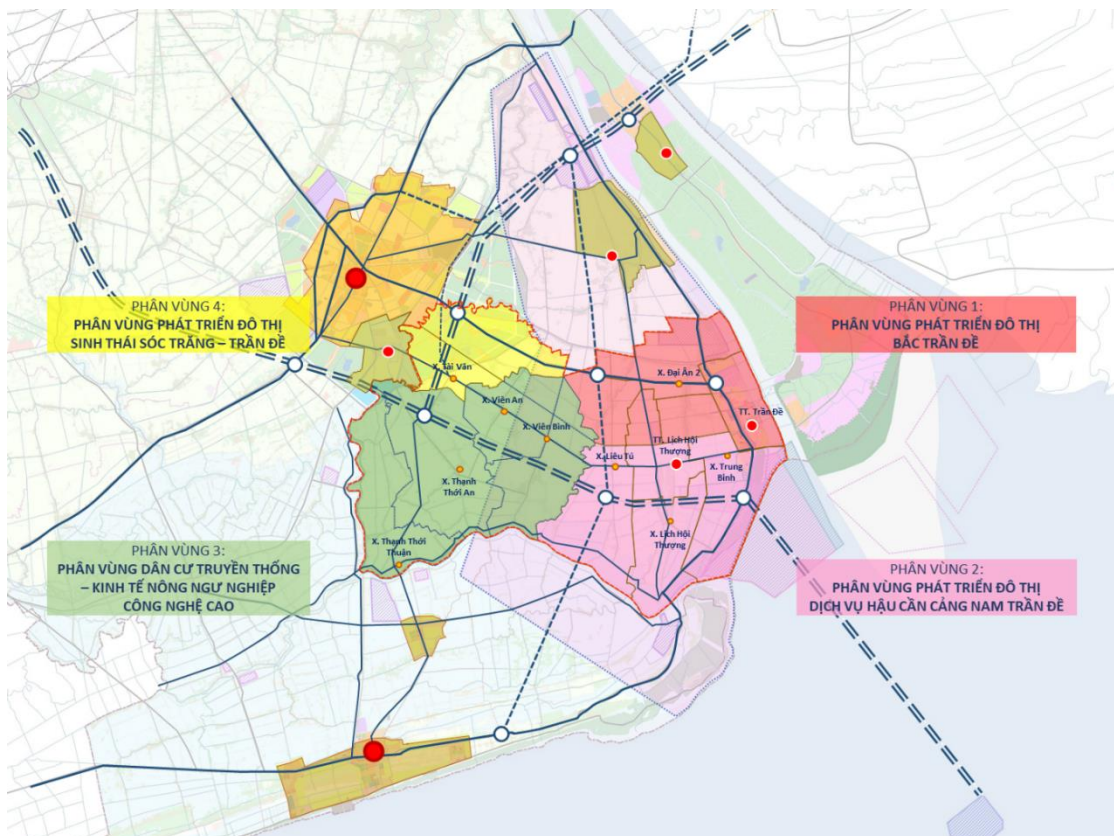 PHÂN VÙNG 4:
PHÂN VÙNG PHÁT TRIỂN ĐÔ THỊ
SINH THÁI SÓC TRĂNG – TRẦN ĐỀ
PHÂN VÙNG 1:
PHÂN VÙNG PHÁT TRIỂN ĐÔ THỊ
BẮC TRẦN ĐỀ
X. Tài Văn
X. Đại Ân 2
X. Viên An
TT. Trần Đề
X. Viên Bình
TT. Lịch Hội
Thượng
X. Liêu Tú
X. Trung
Bình
X. Thạnh
Thới An
X. Lịch Hội
Thượng
X. Thạnh Thới
Thuận
PHÂN VÙNG 3:
PHÂN VÙNG DÂN CƯ TRUYỀN THỐNG
– KINH TẾ NÔNG NGƯ NGHIỆP
CÔNG NGHỆ CAO
PHÂN VÙNG 2:
PHÂN VÙNG PHÁT TRIỂN ĐÔ THỊ
DỊCH VỤ HẬU CẦN CẢNG NAM TRẦN ĐỀ